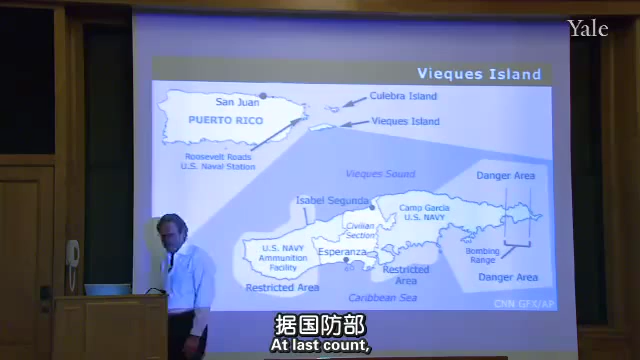 Yale
Vieques Island
San Juan
PUERTO RICO
Culebra Island
Vieques Island
Roosevelt Roads
U.S. Naval Station
Vieques Sound
Danger Area
Isabel Segunda
Camp Garcia
U.S. NAVY
Civilian
Section
U.S. NAVY
Ammunition
Facility
Esperanza
Bombing
Range
Restricted Area
Restricted
Area
Danger Area
Caribbean Sea
CNN GFX/AP
据国防部
At last count,